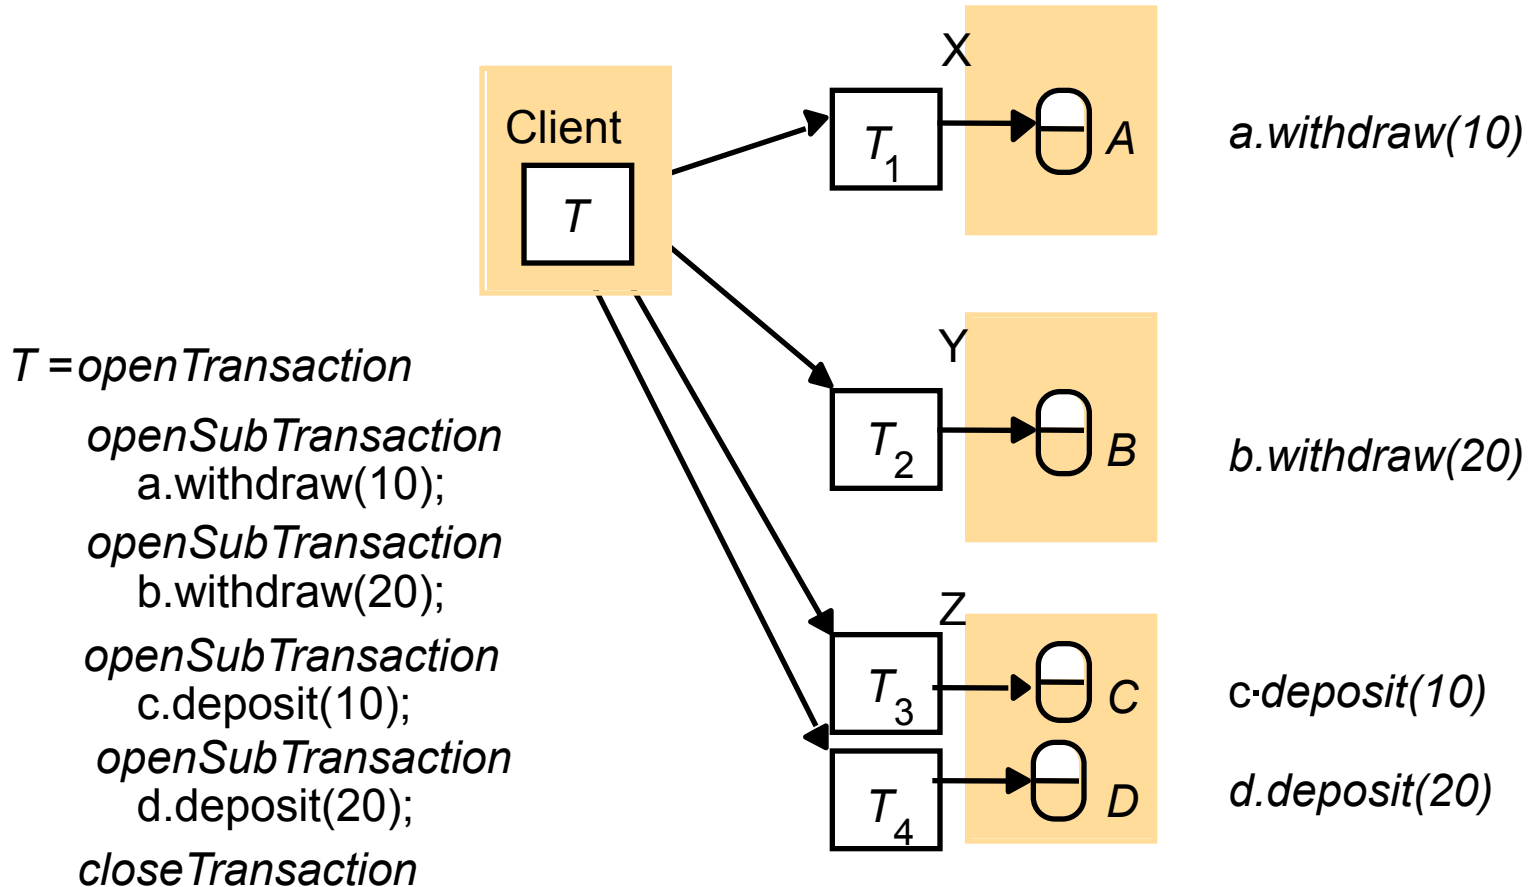 Client
T
X
T1
A
a.withdraw(10)
Y
T2
B
b.withdraw(20)
Z
T3
C
c.deposit(10)
T4
D
d.deposit(20)
T = openTransaction
openSubTransaction
a.withdraw(10);
openSubTransaction
b.withdraw(20);
openSubTransaction
c.deposit(10);
openSubTransaction
d.deposit(20);
closeTransaction